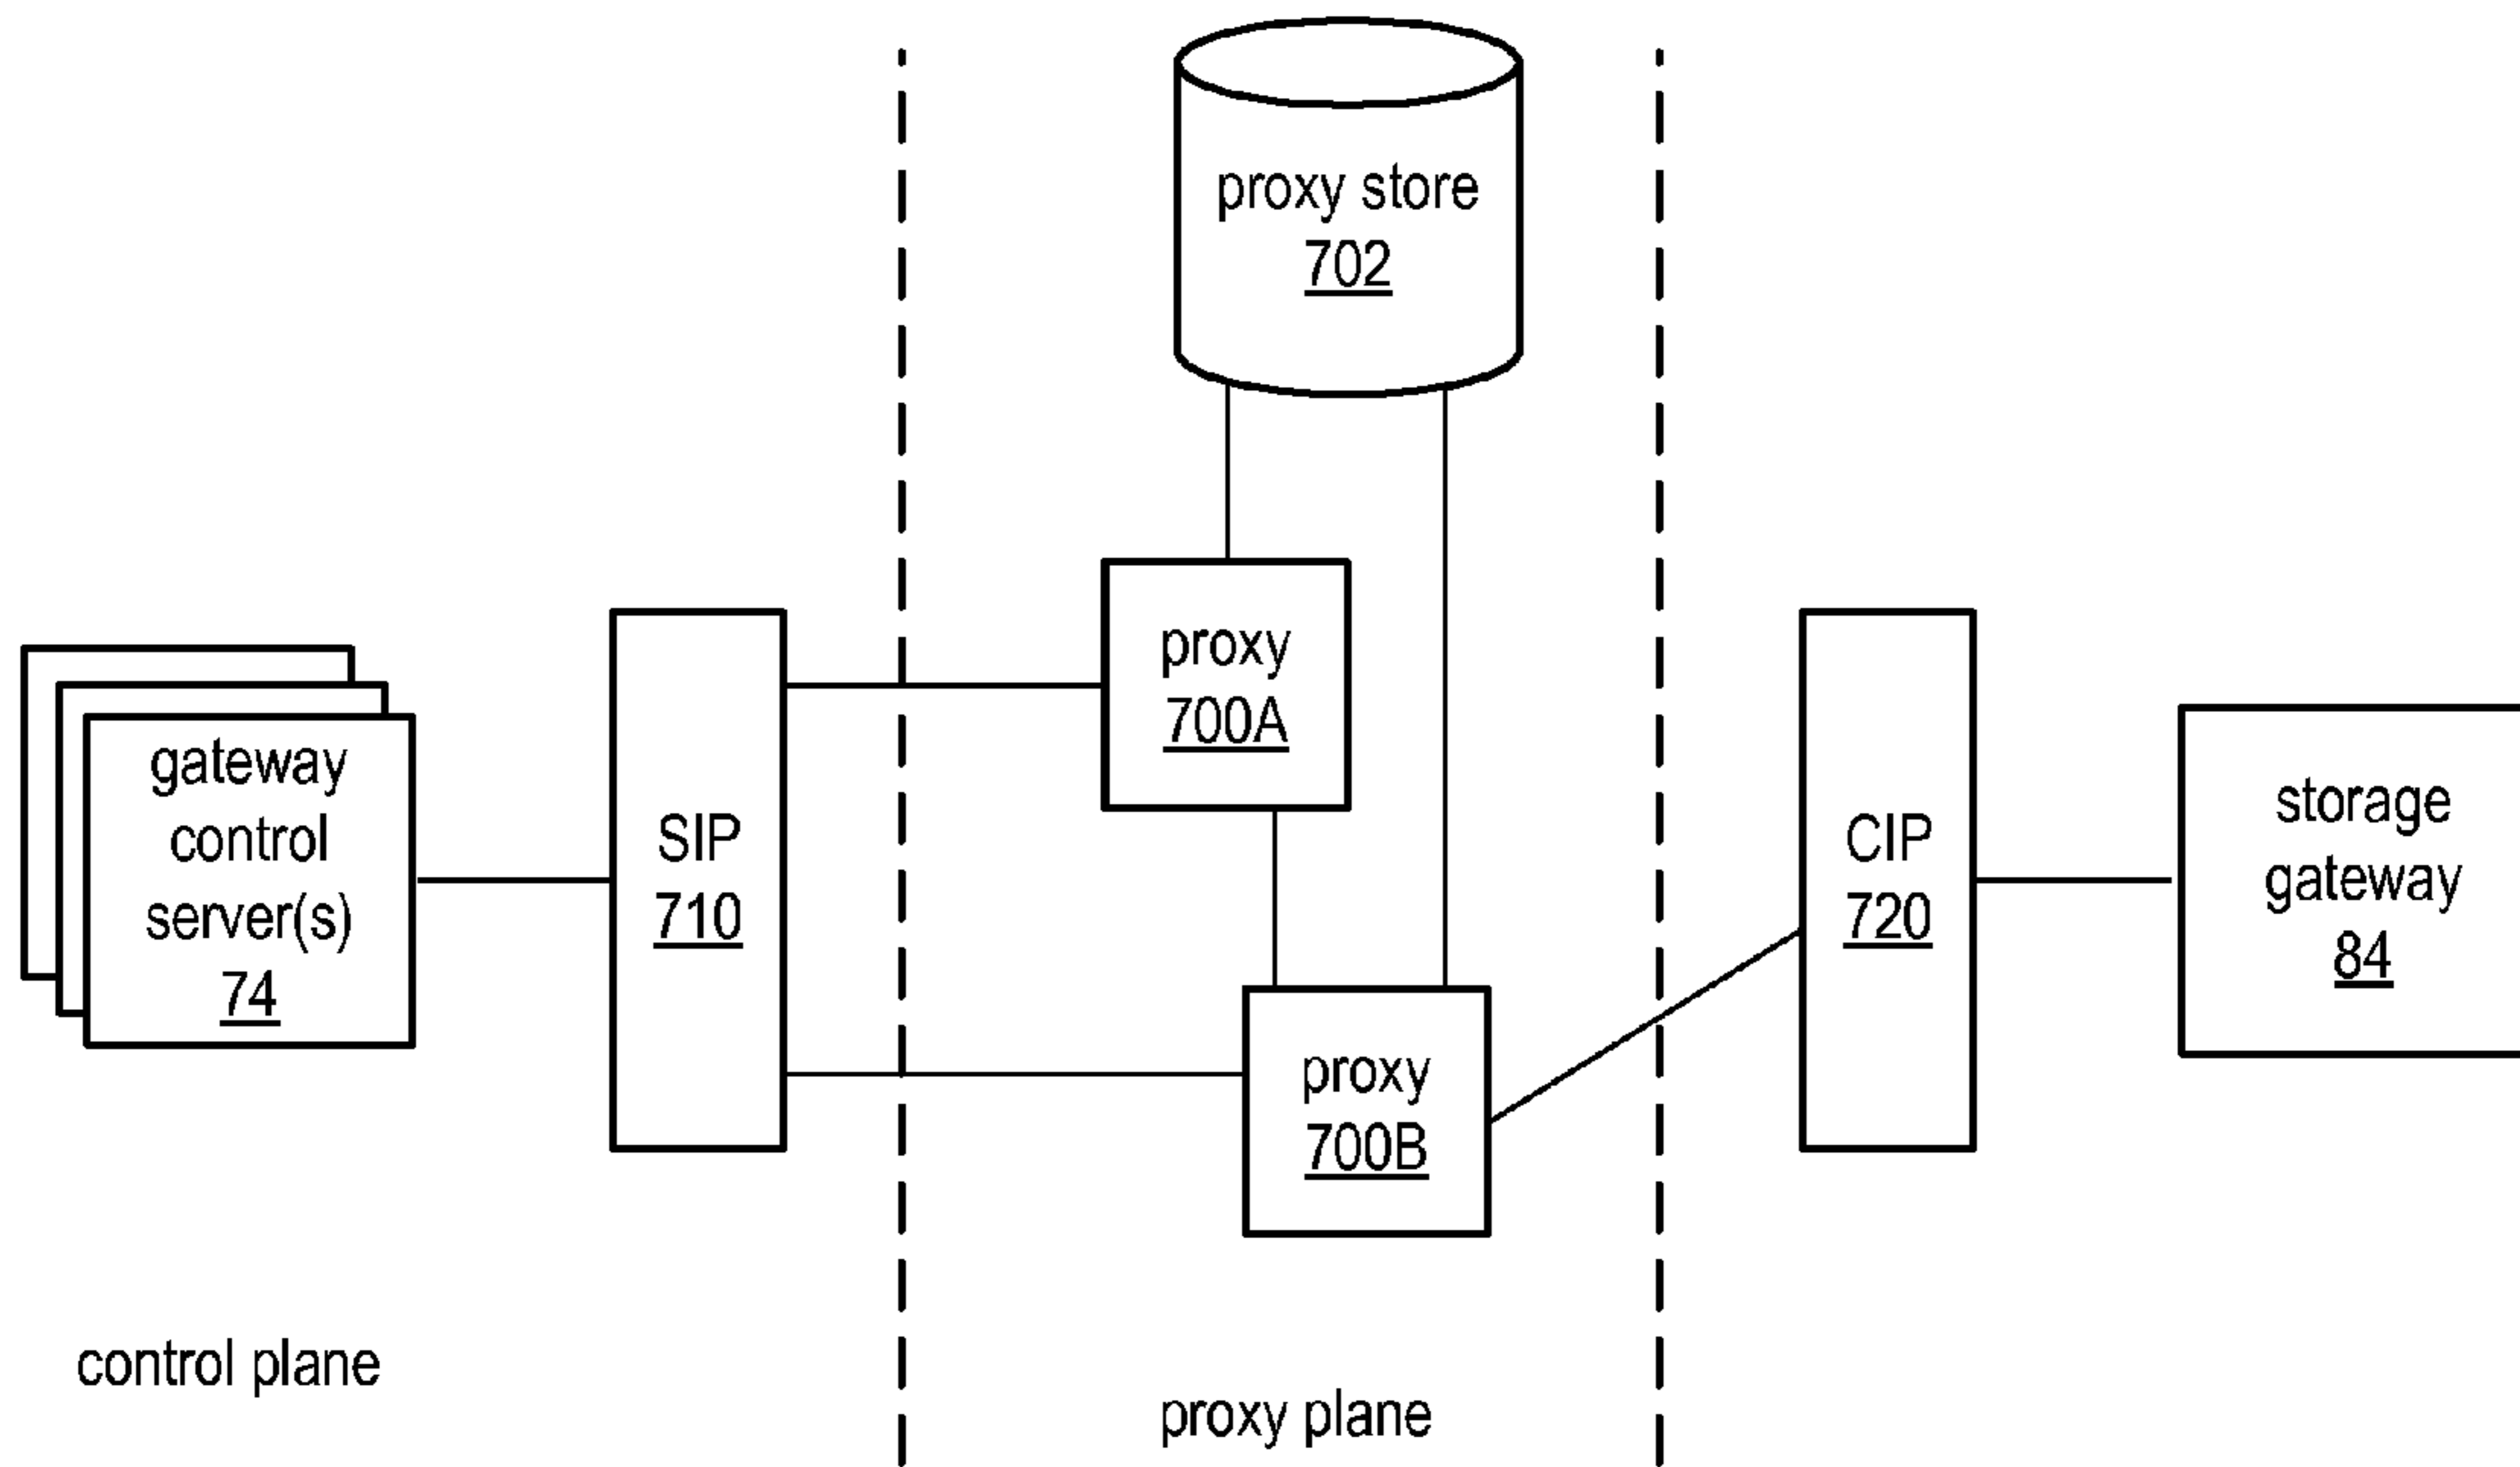 proxy store
702
proxy
700A
gateway
control
server(s)
74
SIP
710
CIP
720
storage
gateway
84
proxy
700B
control plane
proxy plane